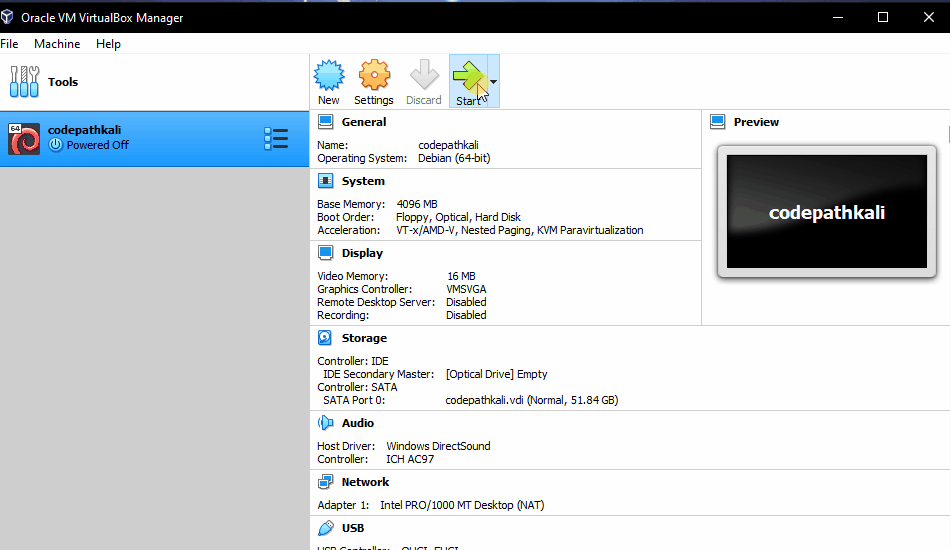 Oracle VM VirtualBox Manager
File Machine Help
Tools
New Settings Discard Start
64
codepathkali
Powered Off
General
Name: codepathkali
Operating System: Debian (64-bit)
Preview
codepathkali
System
Base Memory: 4096 MB
Boot Order: Floppy, Optical, Hard Disk
Acceleration: VT-x/AMD-V, Nested Paging, KVM Paravirtualization
Display
Video Memory: 16 MB
Graphics Controller: VMSVGA
Remote Desktop Server: Disabled
Recording: Disabled
Storage
Controller: IDE
IDE Secondary Master: [Optical Drive] Empty
Controller: SATA
SATA Port 0: codepathkali.vdi (Normal, 51.84 GB)
Audio
Host Driver: Windows DirectSound
Controller: ICH AC97
Network
Adapter 1: Intel PRO/1000 MT Desktop (NAT)
USB
USB Controller: OHCI, EHCI